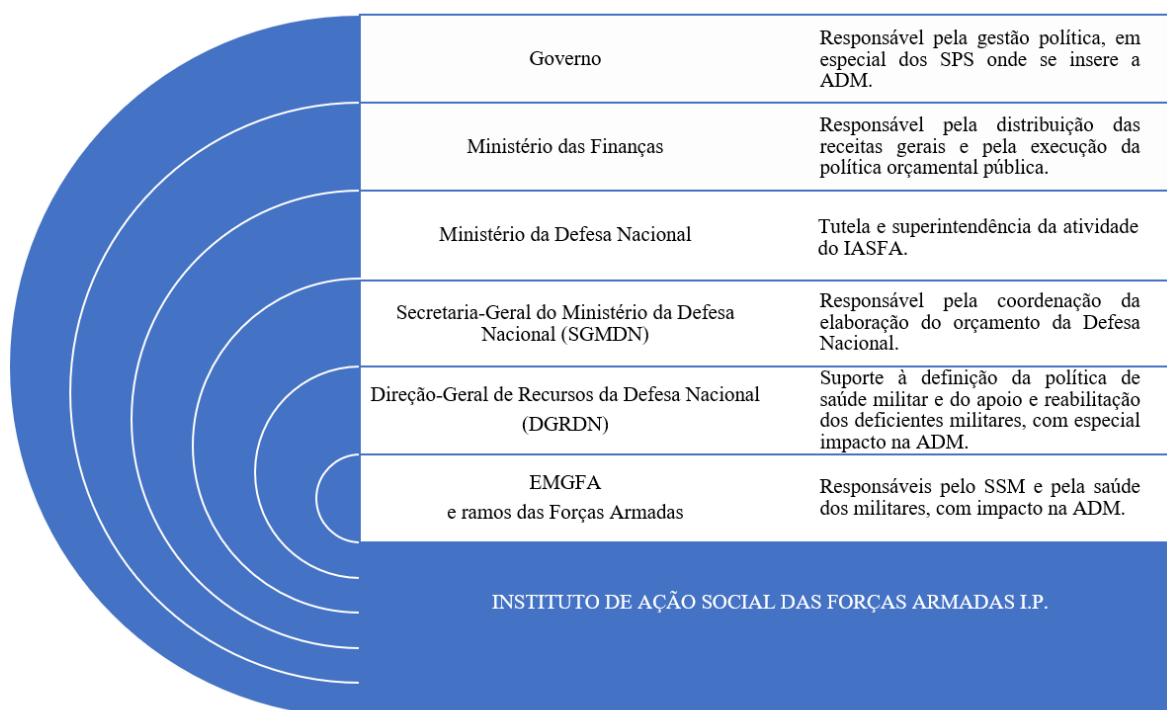 Governo
Responsável pela gestão política, em
especial dos SPS onde se insere a
ADM.
Ministério das Finanças
Responsável pela distribuição das
receitas gerais e pela execução da
política orçamental pública.
Ministério da Defesa Nacional
Tutela e superintendência da atividade
do IASFA.
Secretaria-Geral do Ministério da Defesa
Nacional (SGMDN)
Responsável pela coordenação da
elaboração do orçamento da Defesa
Nacional.
Direção-Geral de Recursos da Defesa Nacional
(DGRDN)
Suporte à definição da política de
saúde militar e do apoio e reabilitação
dos deficientes militares, com especial
impacto na ADM.
EMGFA
e ramos das Forças Armadas
Responsáveis pelo SSM e pela saúde
dos militares, com impacto na ADM.
INSTITUTO DE AÇÃO SOCIAL DAS FORÇAS ARMADAS I.P.